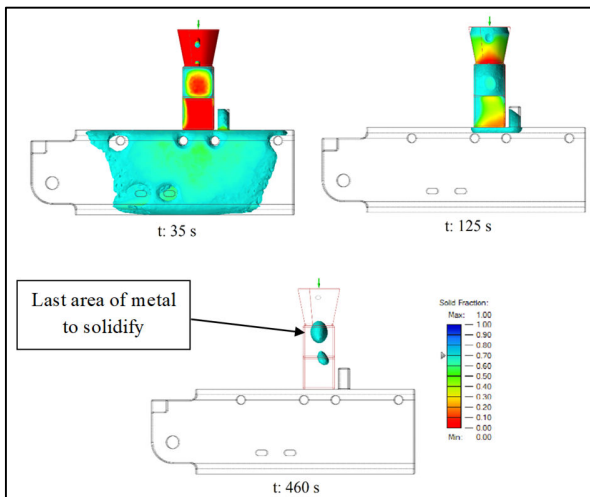 t: 35 s
t: 125 s
Last area of metal
to solidify
t: 460 s
Solid Fraction:
Max: 1.00
1.00
0.90
0.80
0.70
0.60
0.50
0.40
0.30
0.20
0.10
0.00
Min: 0.00